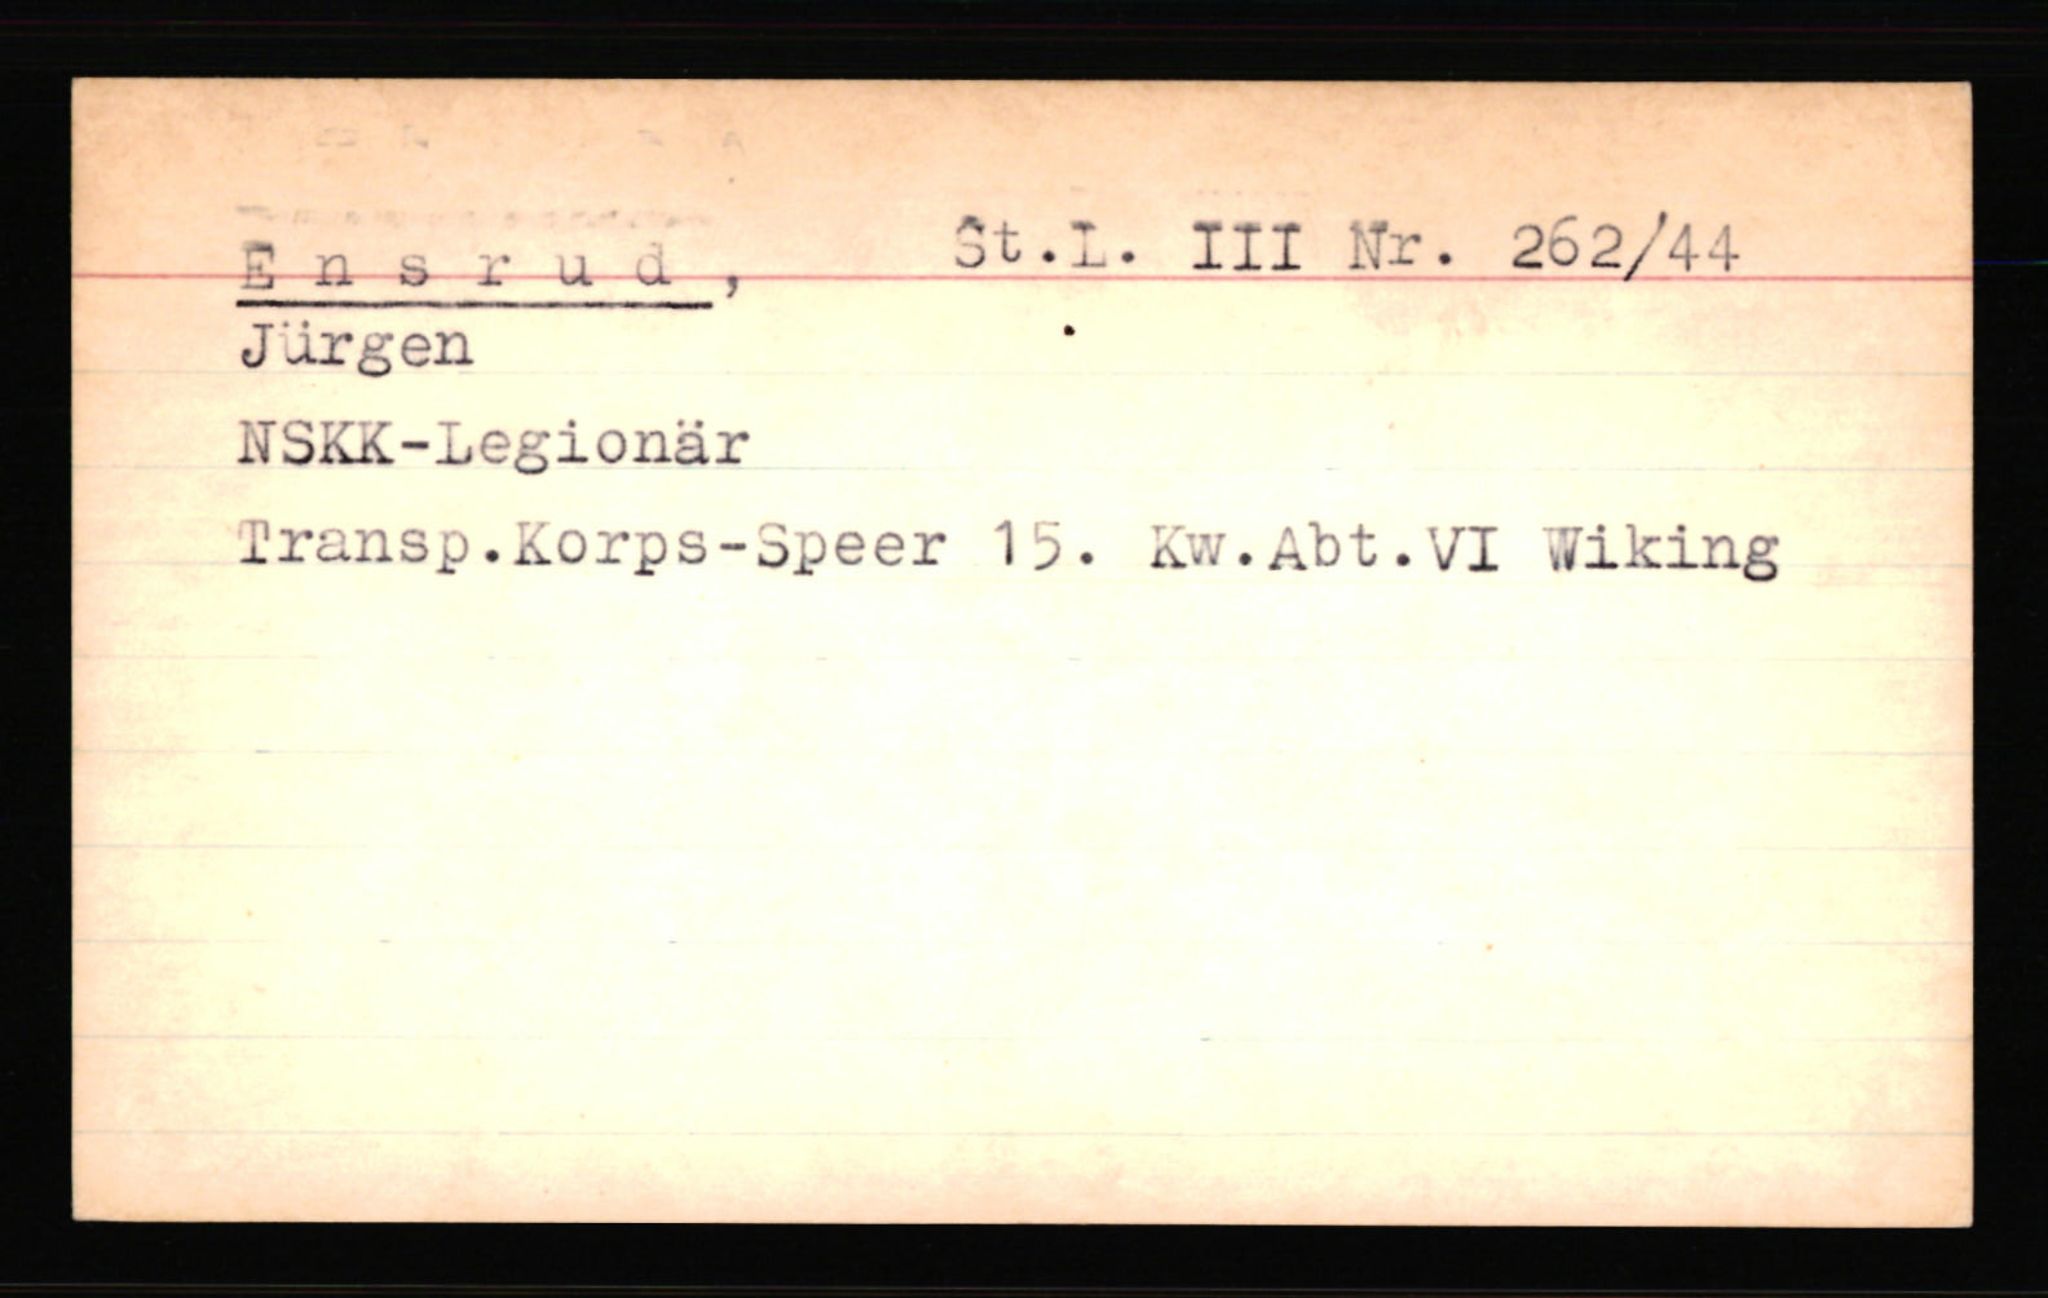 E n s r u d , St.L. III Nr. 262/44
Jürgen
NSKK-Legionär
Transp.Korps-Speer 15. Kw.Abt.VI Wiking